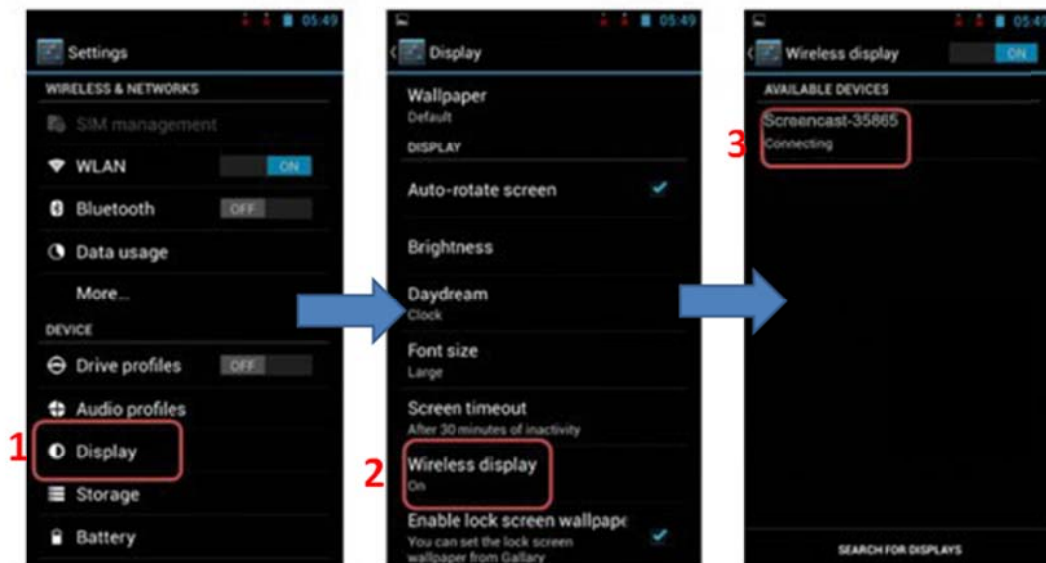 05:49
Settings
WIRELESS & NETWORKS
SIM management
WLAN ON
Bluetooth OFF
Data usage
More...
DEVICE
Drive profiles OFF
Audio profiles
1
Display
Storage
Battery
05:49
Display
Wallpaper
Default
DISPLAY
Auto-rotate screen
Brightness
Daydream
Clock
Font size
Large
Screen timeout
After 30 minutes of inactivity
2
Wireless display
On
Enable lock screen wallpape
You can set the lock screen
wallpaper from Gallary
05:49
Wireless display ON
AVAILABLE DEVICES
3
Screencast-35865
Connecting
SEARCH FOR DISPLAYS